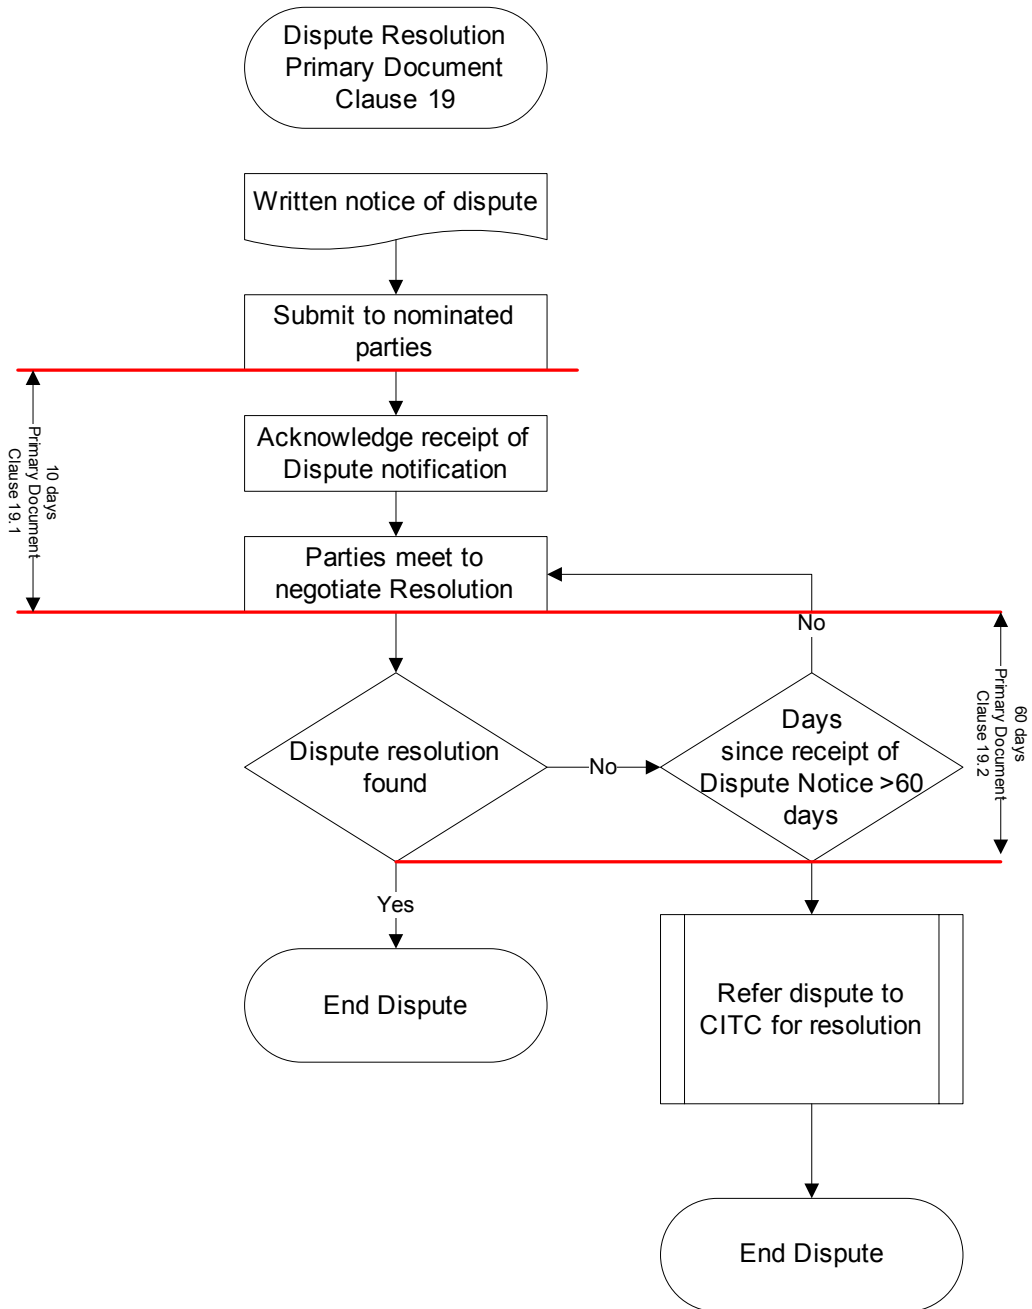 Dispute Resolution
Primary Document
Clause 19
Written notice of dispute
Submit to nominated
parties
10 days
Primary Document
Clause 19.1
Acknowledge receipt of
Dispute notification
Parties meet to
negotiate Resolution
No
60 days
Primary Document
Clause 19.2
Dispute resolution
found
No
Days
since receipt of
Dispute Notice >60
days
Yes
End Dispute
Refer dispute to
CITC for resolution
End Dispute